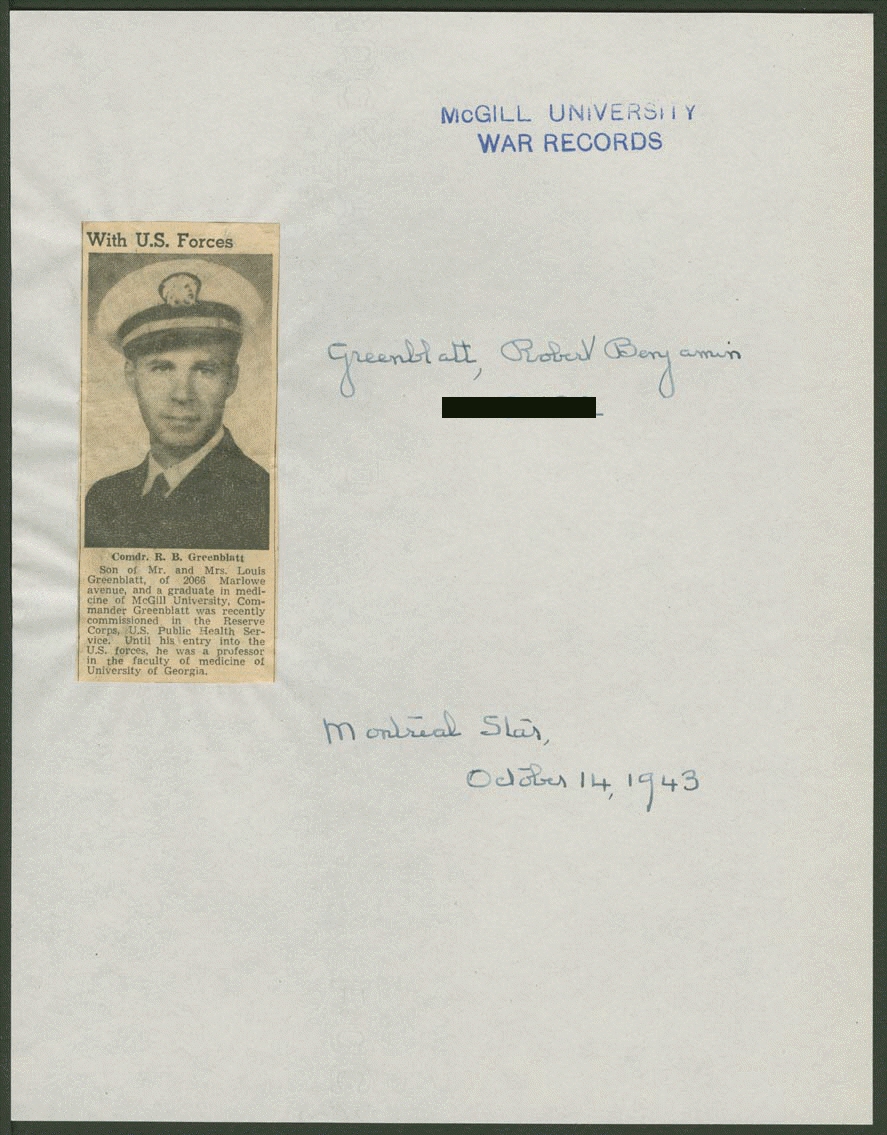 McGILL UNIVERSITY
WAR RECORDS
With U.S. Forces
Greenblatt, Robert Benjamin
Comdr. R. B. Greenblatt
Son of Mr. and Mrs. Louis
Greenblatt, of 2066 Marlowe
avenue, and a graduate in medi-
cine of McGill University, Com-
mander Greenblatt was recently
commissioned in the Reserve
Corps, U.S. Public Health Ser-
vice. Until his entry into the
U.S. forces, he was a professor
in the faculty of medicine of
University of Georgia.
Montreal Star,
October 14, 1943